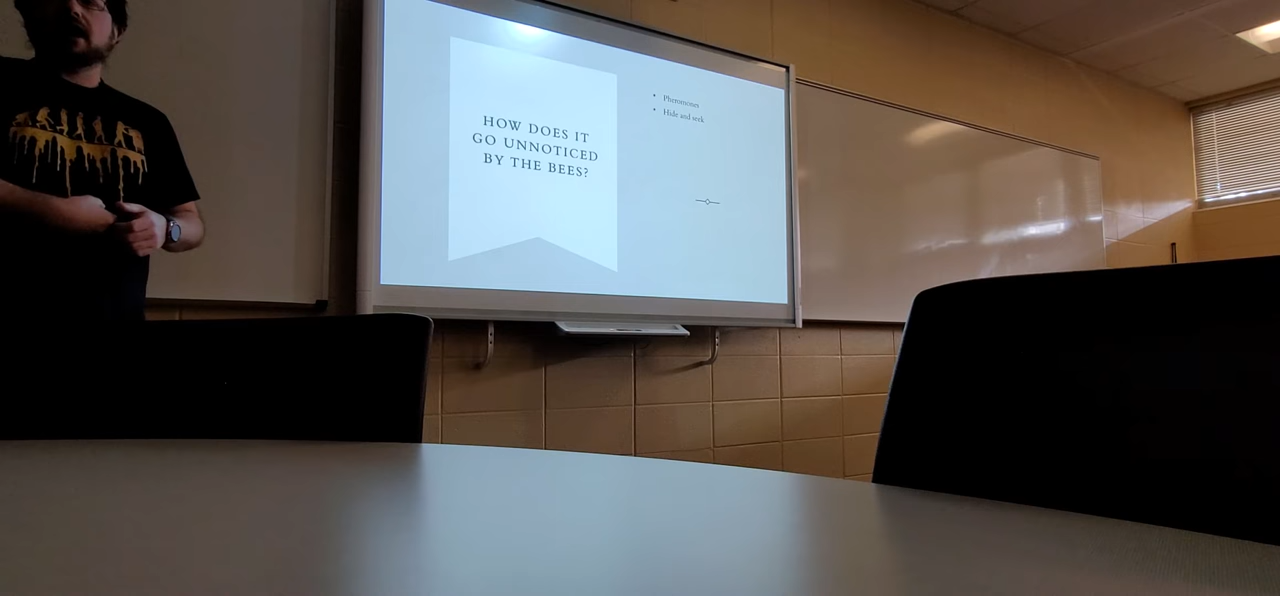 HOW DOES IT
GO UNNOTICED
BY THE BEES?
• Pheromones
• Hide and seek